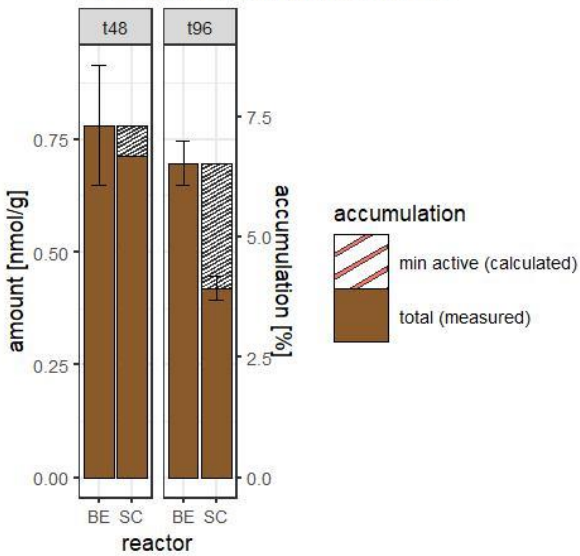 t48
t96
amount [nmol/g]
0.75
0.50
0.25
0.00
7.5
5.0
2.5
0.0
accumulation [%]
BE SC
BE SC
reactor
accumulation
min active (calculated)
total (measured)